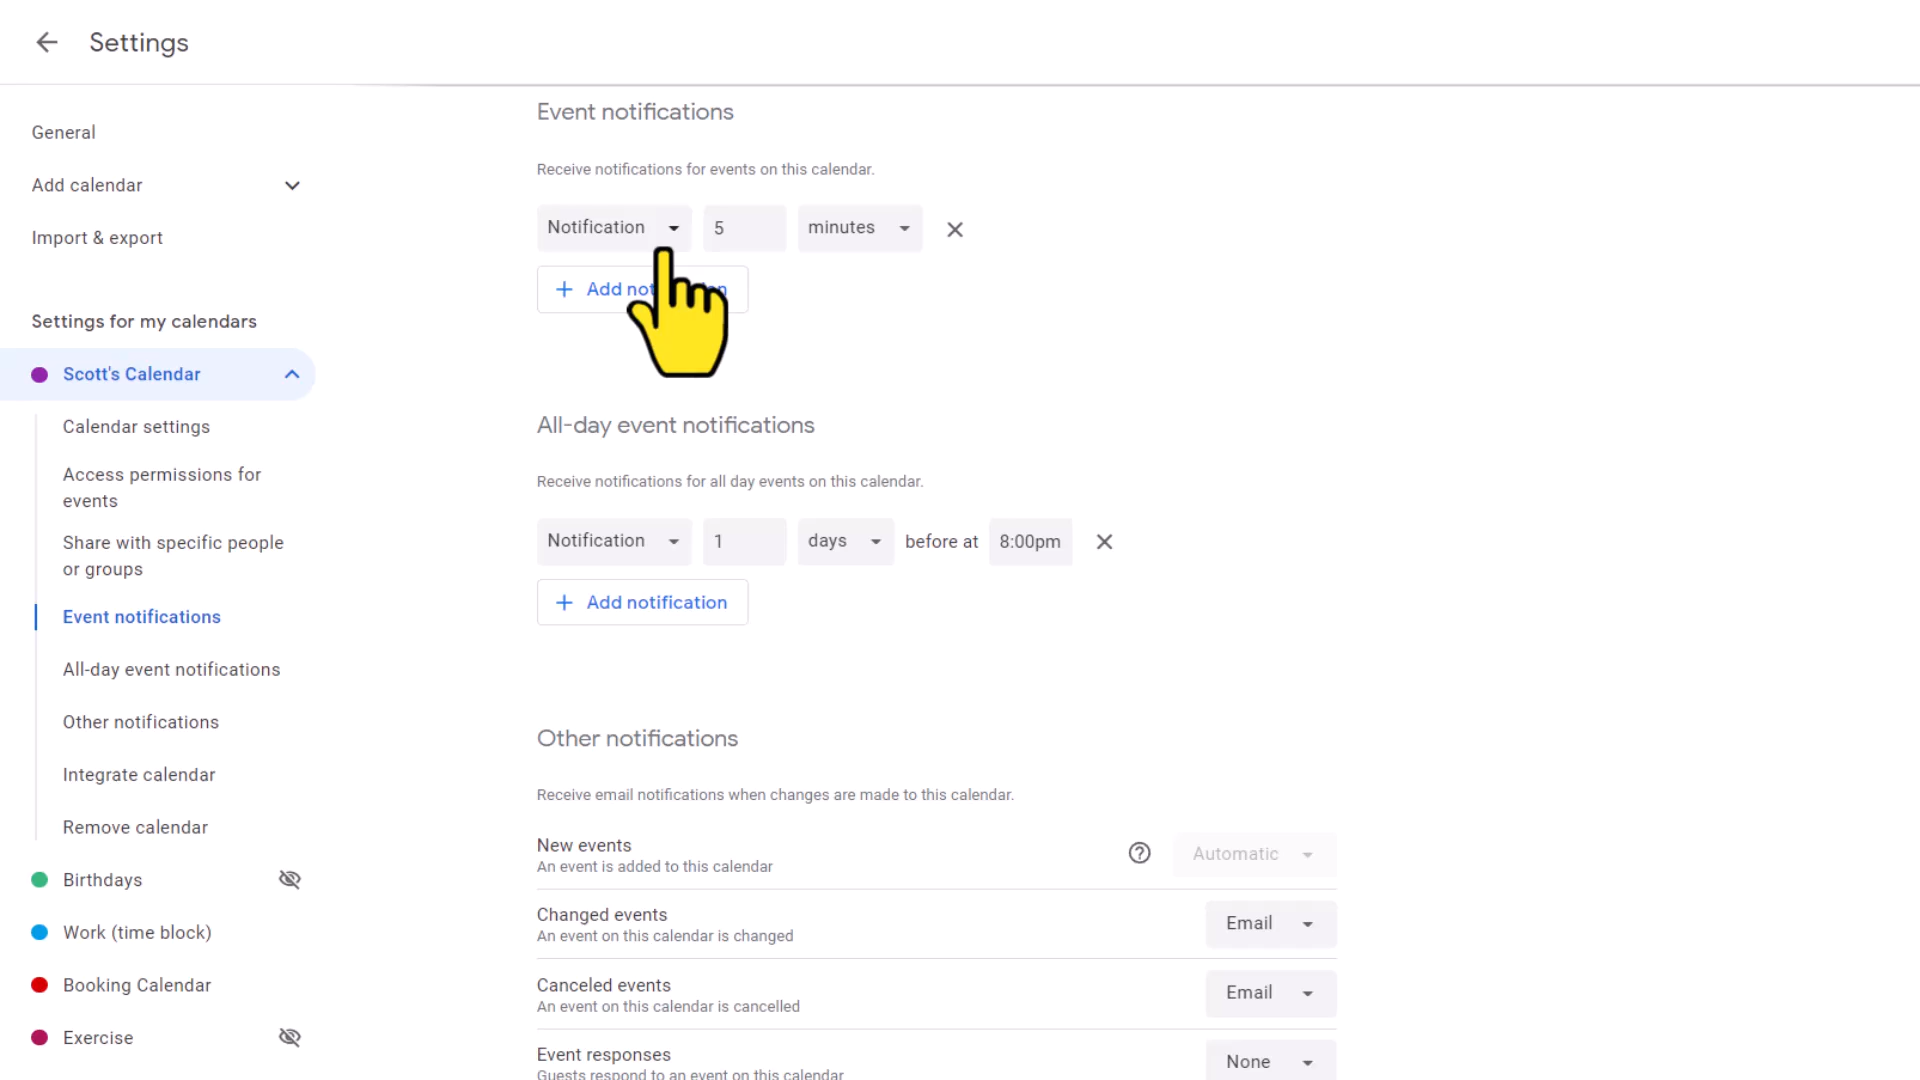 Settings
General
Add calendar
Import & export
Settings for my calendars
Scott's Calendar
Calendar settings
Access permissions for
events
Share with specific people
or groups
Event notifications
All-day event notifications
Other notifications
Integrate calendar
Remove calendar
Birthdays
Work (time block)
Booking Calendar
Exercise
Event notifications
Receive notifications for events on this calendar.
Notification 5 minutes
Add
All-day event notifications
Receive notifications for all day events on this calendar.
Notification 1 days before at 8:00pm
Add notification
Other notifications
Receive email notifications when changes are made to this calendar.
New events
An event is added to this calendar
Automatic
Changed events
An event on this calendar is changed
Email
Canceled events
An event on this calendar is cancelled
Email
Event responses
Guests respond to an event on this calendar
None